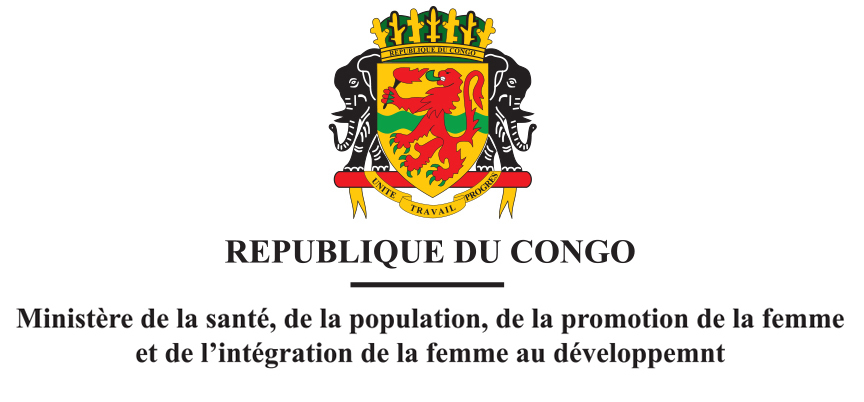 REPUBLIQUE DU CONGO
UNITE TRAVAIL PROGRES
REPUBLIQUE DU CONGO
Ministère de la santé, de la population, de la promotion de la femme
et de l’intégration de la femme au développemnt